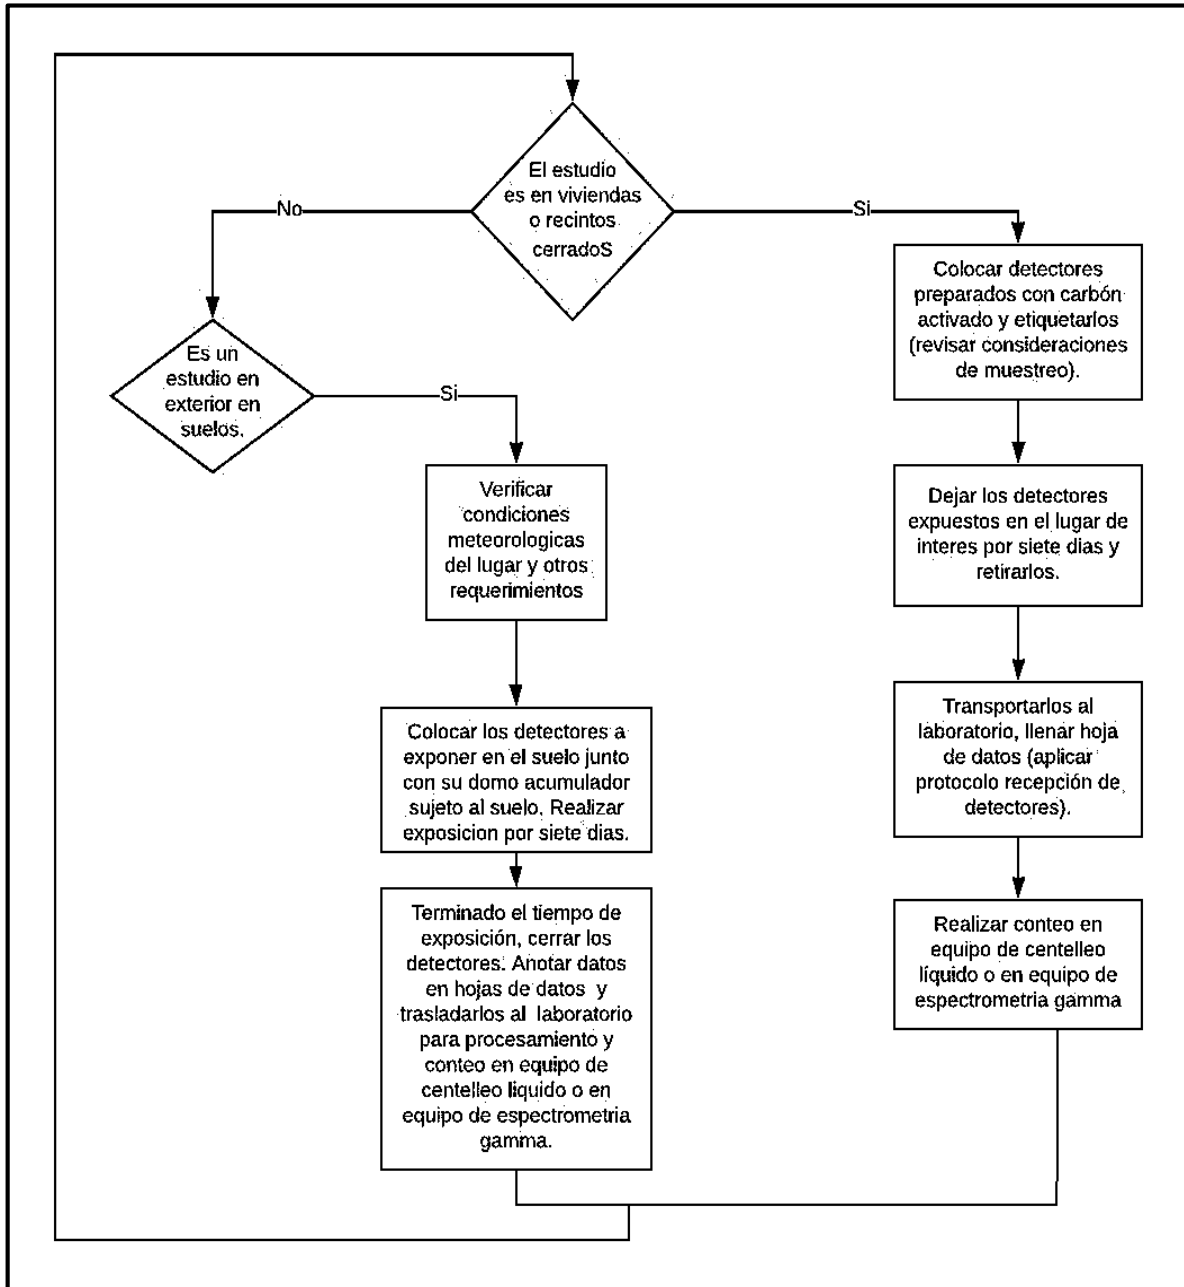 El estudio
es en viviendas
o recintos
cerradoS
No
Si
Es un
estudio en
exterior en
suelos.
Si
Verificar
condiciones
meteorologicas
del lugar y otros
requerimientos
Colocar los detectores a
exponer en el suelo junto
con su domo acumulador
sujeto al suelo. Realizar
exposicion por siete dias.
Terminado el tiempo de
exposición, cerrar los
detectores. Anotar datos
en hojas de datos y
trasladarlos al laboratorio
para procesamiento y
conteo en equipo de
centelleo liquido o en
equipo de espectrometria
gamma.
Colocar detectores
preparados con carbón
activado y etiquetarlos
(revisar consideraciones
de muestreo).
Dejar los detectores
expuestos en el lugar de
interes por siete dias y
retirarlos.
Transportarlos al
laboratorio, llenar hoja
de datos (aplicar
protocolo recepción de
detectores).
Realizar conteo en
equipo de centelleo
líquido o en equipo de
espectrometria gamma